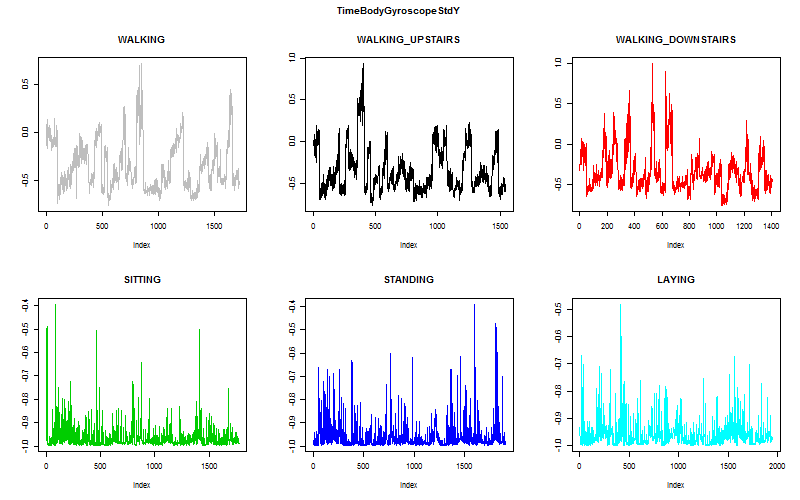 TimeBodyGyroscopeStdY
WALKING
WALKING_UPSTAIRS
WALKING_DOWNSTAIRS
0.5
0.0
-0.5
0 500 1000 1500
Index
1.0
0.5
0.0
-0.5
0 500 1000 1500
Index
1.0
0.5
0.0
-0.5
0 200 400 600 800 1000 1200 1400
Index
SITTING
STANDING
LAYING
-0.4
-0.5
-0.6
-0.7
-0.8
-0.9
-1.0
0 500 1000 1500
Index
-0.4
-0.5
-0.6
-0.7
-0.8
-0.9
-1.0
0 500 1000 1500
Index
-0.5
-0.6
-0.7
-0.8
-0.9
-1.0
0 500 1000 1500 2000
Index